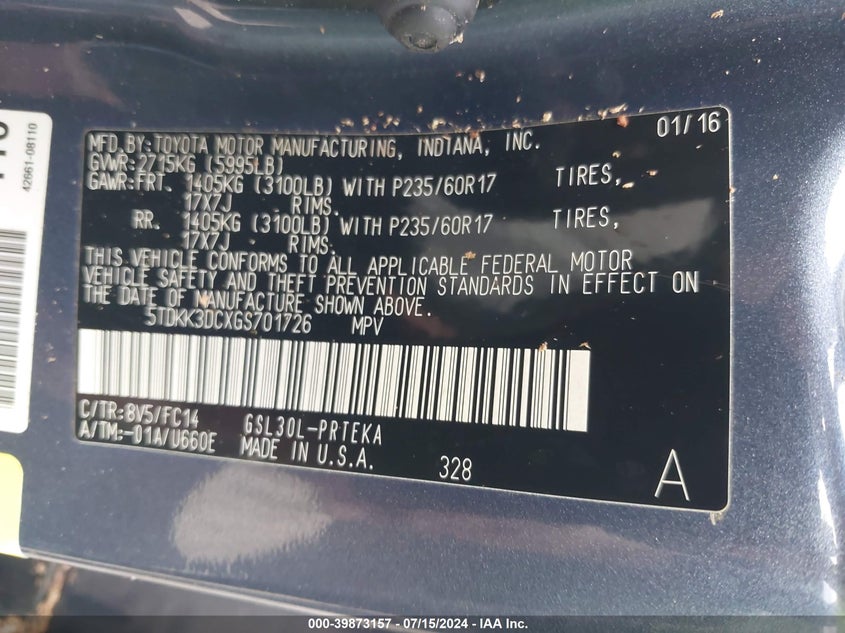 42661-08110
MFD. BY: TOYOTA MOTOR MANUFACTURING, INDIANA, INC. 01/16
GVWR: 2715KG (5995LB)
GAWR: FRT. 1405KG (3100LB) WITH P235/60R17 TIRES,
17X7J RIMS.
RR. 1405KG (3100LB) WITH P235/60R17 TIRES,
17X7J RIMS.
THIS VEHICLE CONFORMS TO ALL APPLICABLE FEDERAL MOTOR
VEHICLE SAFETY AND THEFT PREVENTION STANDARDS IN EFFECT ON
THE DATE OF MANUFACTURE SHOWN ABOVE.
5TDKK3DCXGS701726 MPV
C/TR: 8V5/FC14 GSL30L-PRTEKA
A/TM: -01A/U660E MADE IN U.S.A. 328 A
000-39873157 - 07/15/2024 - IAA Inc.